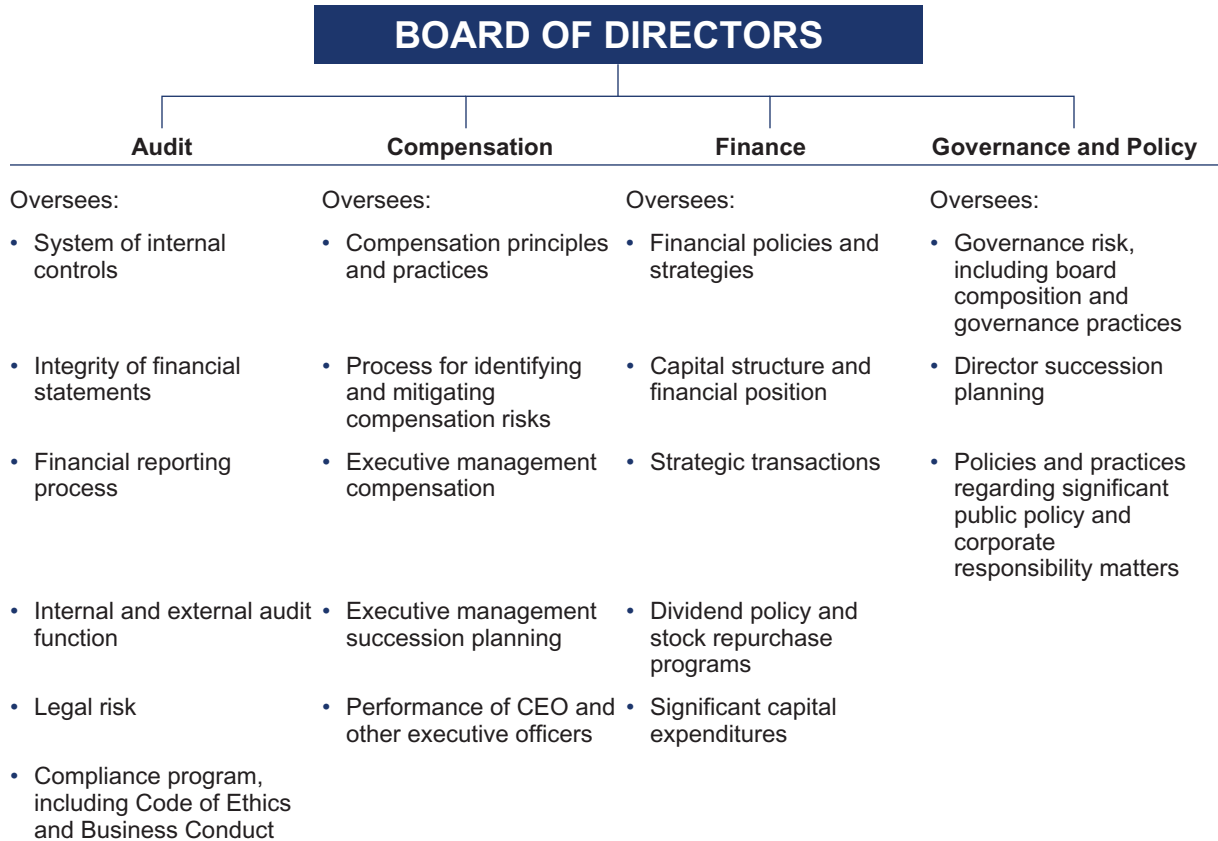 BOARD OF DIRECTORS
Audit
Oversees:
• System of internal
controls
• Integrity of financial
statements
• Financial reporting
process
• Internal and external audit
function
• Legal risk
• Compliance program,
including Code of Ethics
and Business Conduct
Compensation
Oversees:
• Compensation principles
and practices
• Process for identifying
and mitigating
compensation risks
• Executive management
compensation
• Executive management
succession planning
• Performance of CEO and
other executive officers
Finance
Oversees:
• Financial policies and
strategies
• Capital structure and
financial position
• Strategic transactions
• Dividend policy and
stock repurchase
programs
• Significant capital
expenditures
Governance and Policy
Oversees:
• Governance risk,
including board
composition and
governance practices
• Director succession
planning
• Policies and practices
regarding significant
public policy and
corporate
responsibility matters